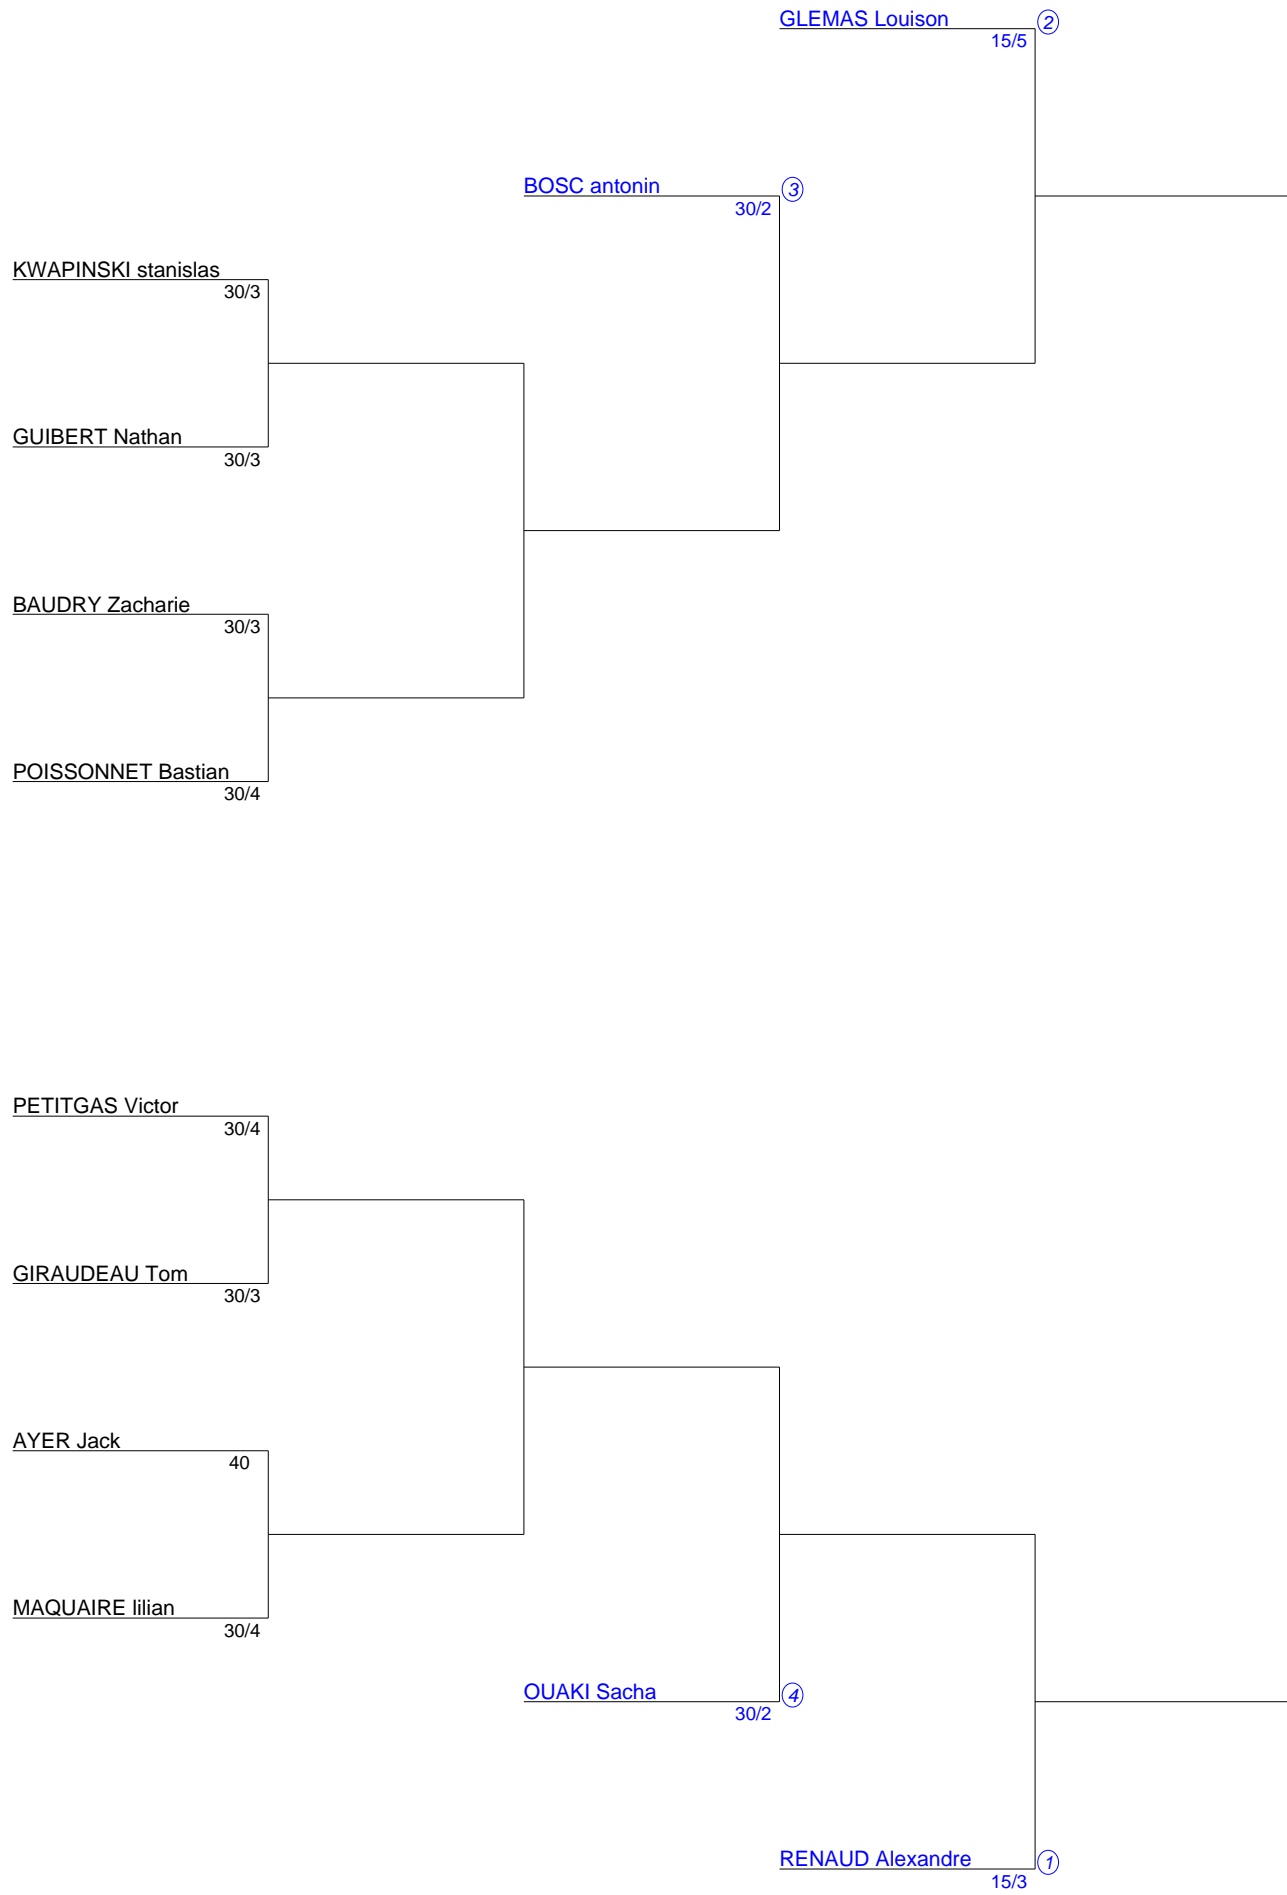 GLEMAS Louison
2
15/5
BOSC antonin
3
30/2
KWAPINSKI stanislas
30/3
GUIBERT Nathan
30/3
BAUDRY Zacharie
30/3
POISSONNET Bastian
30/4
PETITGAS Victor
30/4
GIRAUDEAU Tom
30/3
AYER Jack
40
MAQUAIRE lilian
30/4
OUAKI Sacha
4
30/2
RENAUD Alexandre
1
15/3